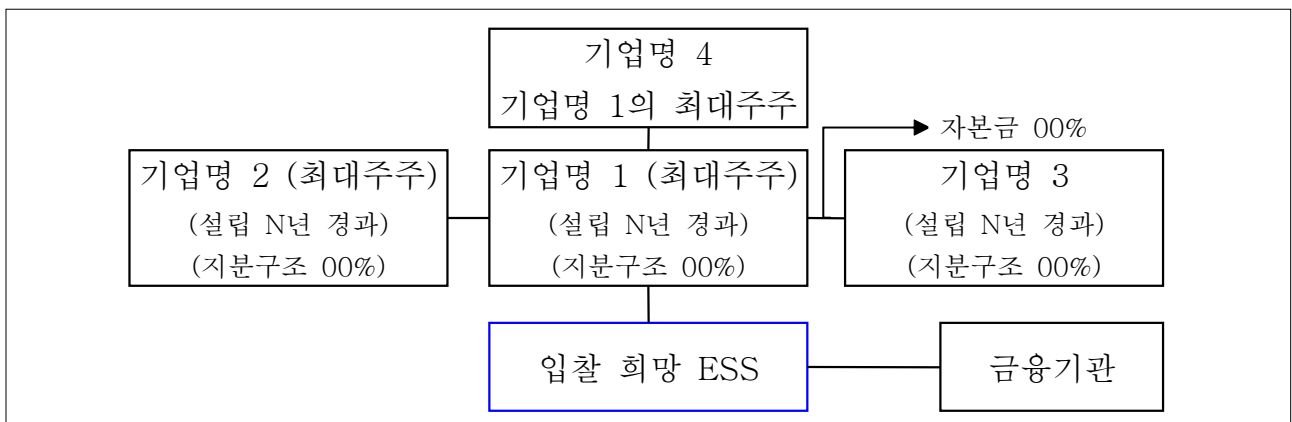 기업명 4
기업명 1의 최대주주
자본금 00%
기업명 2 (최대주주)
(설립 N년 경과)
(지분구조 00%)
기업명 1 (최대주주)
(설립 N년 경과)
(지분구조 00%)
기업명 3
(설립 N년 경과)
(지분구조 00%)
입찰 희망 ESS
금융기관